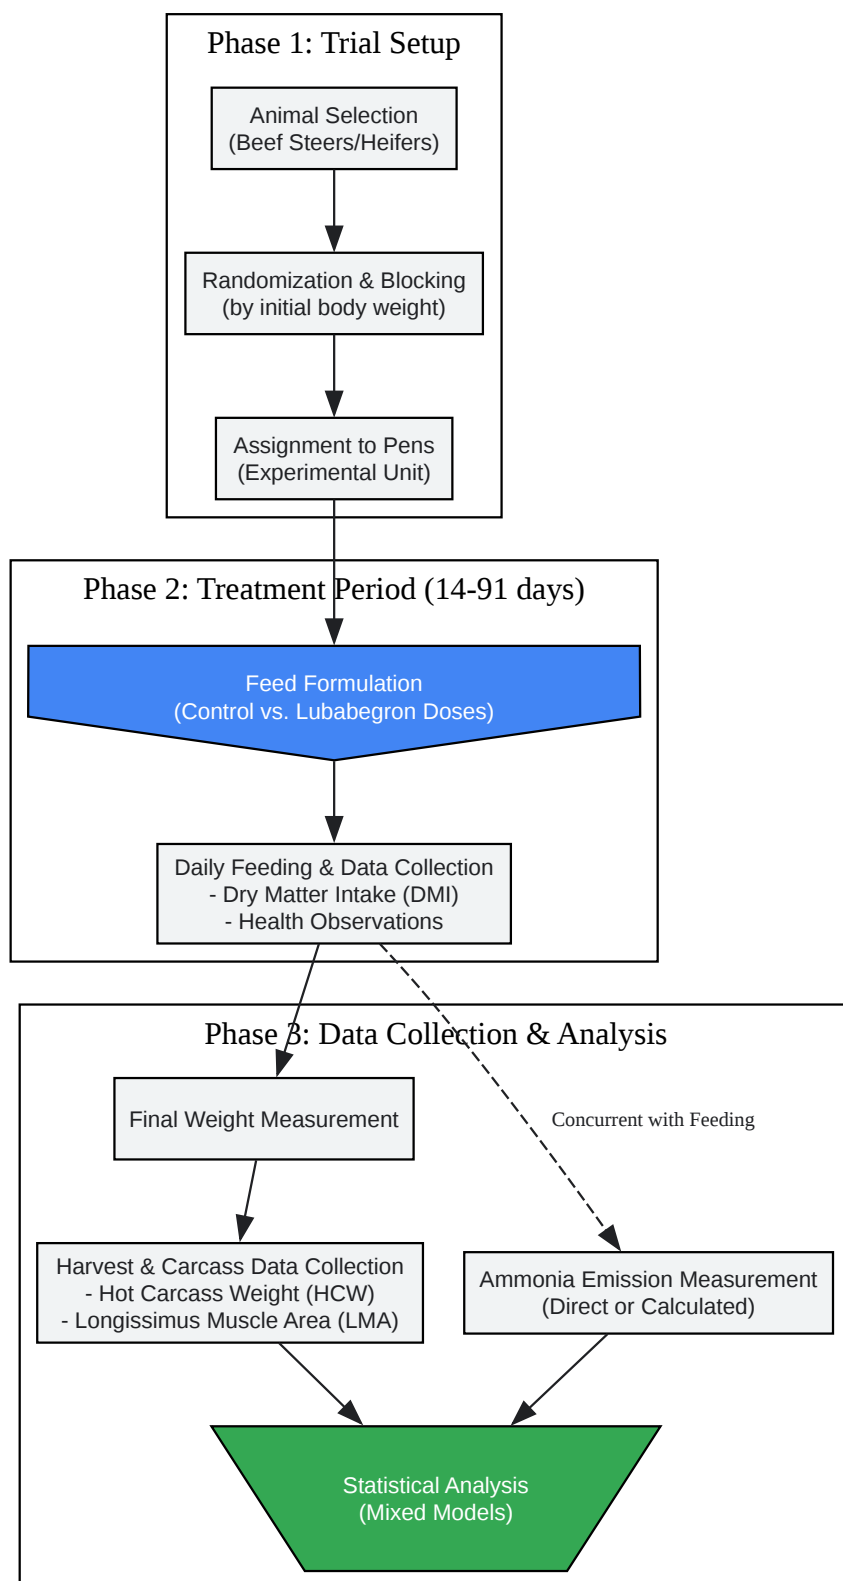 Phase 1: Trial Setup
Animal Selection
(Beef Steers/Heifers)
Randomization & Blocking
(by initial body weight)
Assignment to Pens
(Experimental Unit)
Phase 2: Treatment Period (14-91 days)
Feed Formulation
(Control vs. Lubabegron Doses)
Daily Feeding & Data Collection
- Dry Matter Intake (DMI)
- Health Observations
Phase 3: Data Collection & Analysis
Final Weight Measurement
Concurrent with Feeding
Harvest & Carcass Data Collection
- Hot Carcass Weight (HCW)
- Longissimus Muscle Area (LMA)
Ammonia Emission Measurement
(Direct or Calculated)
Statistical Analysis
(Mixed Models)